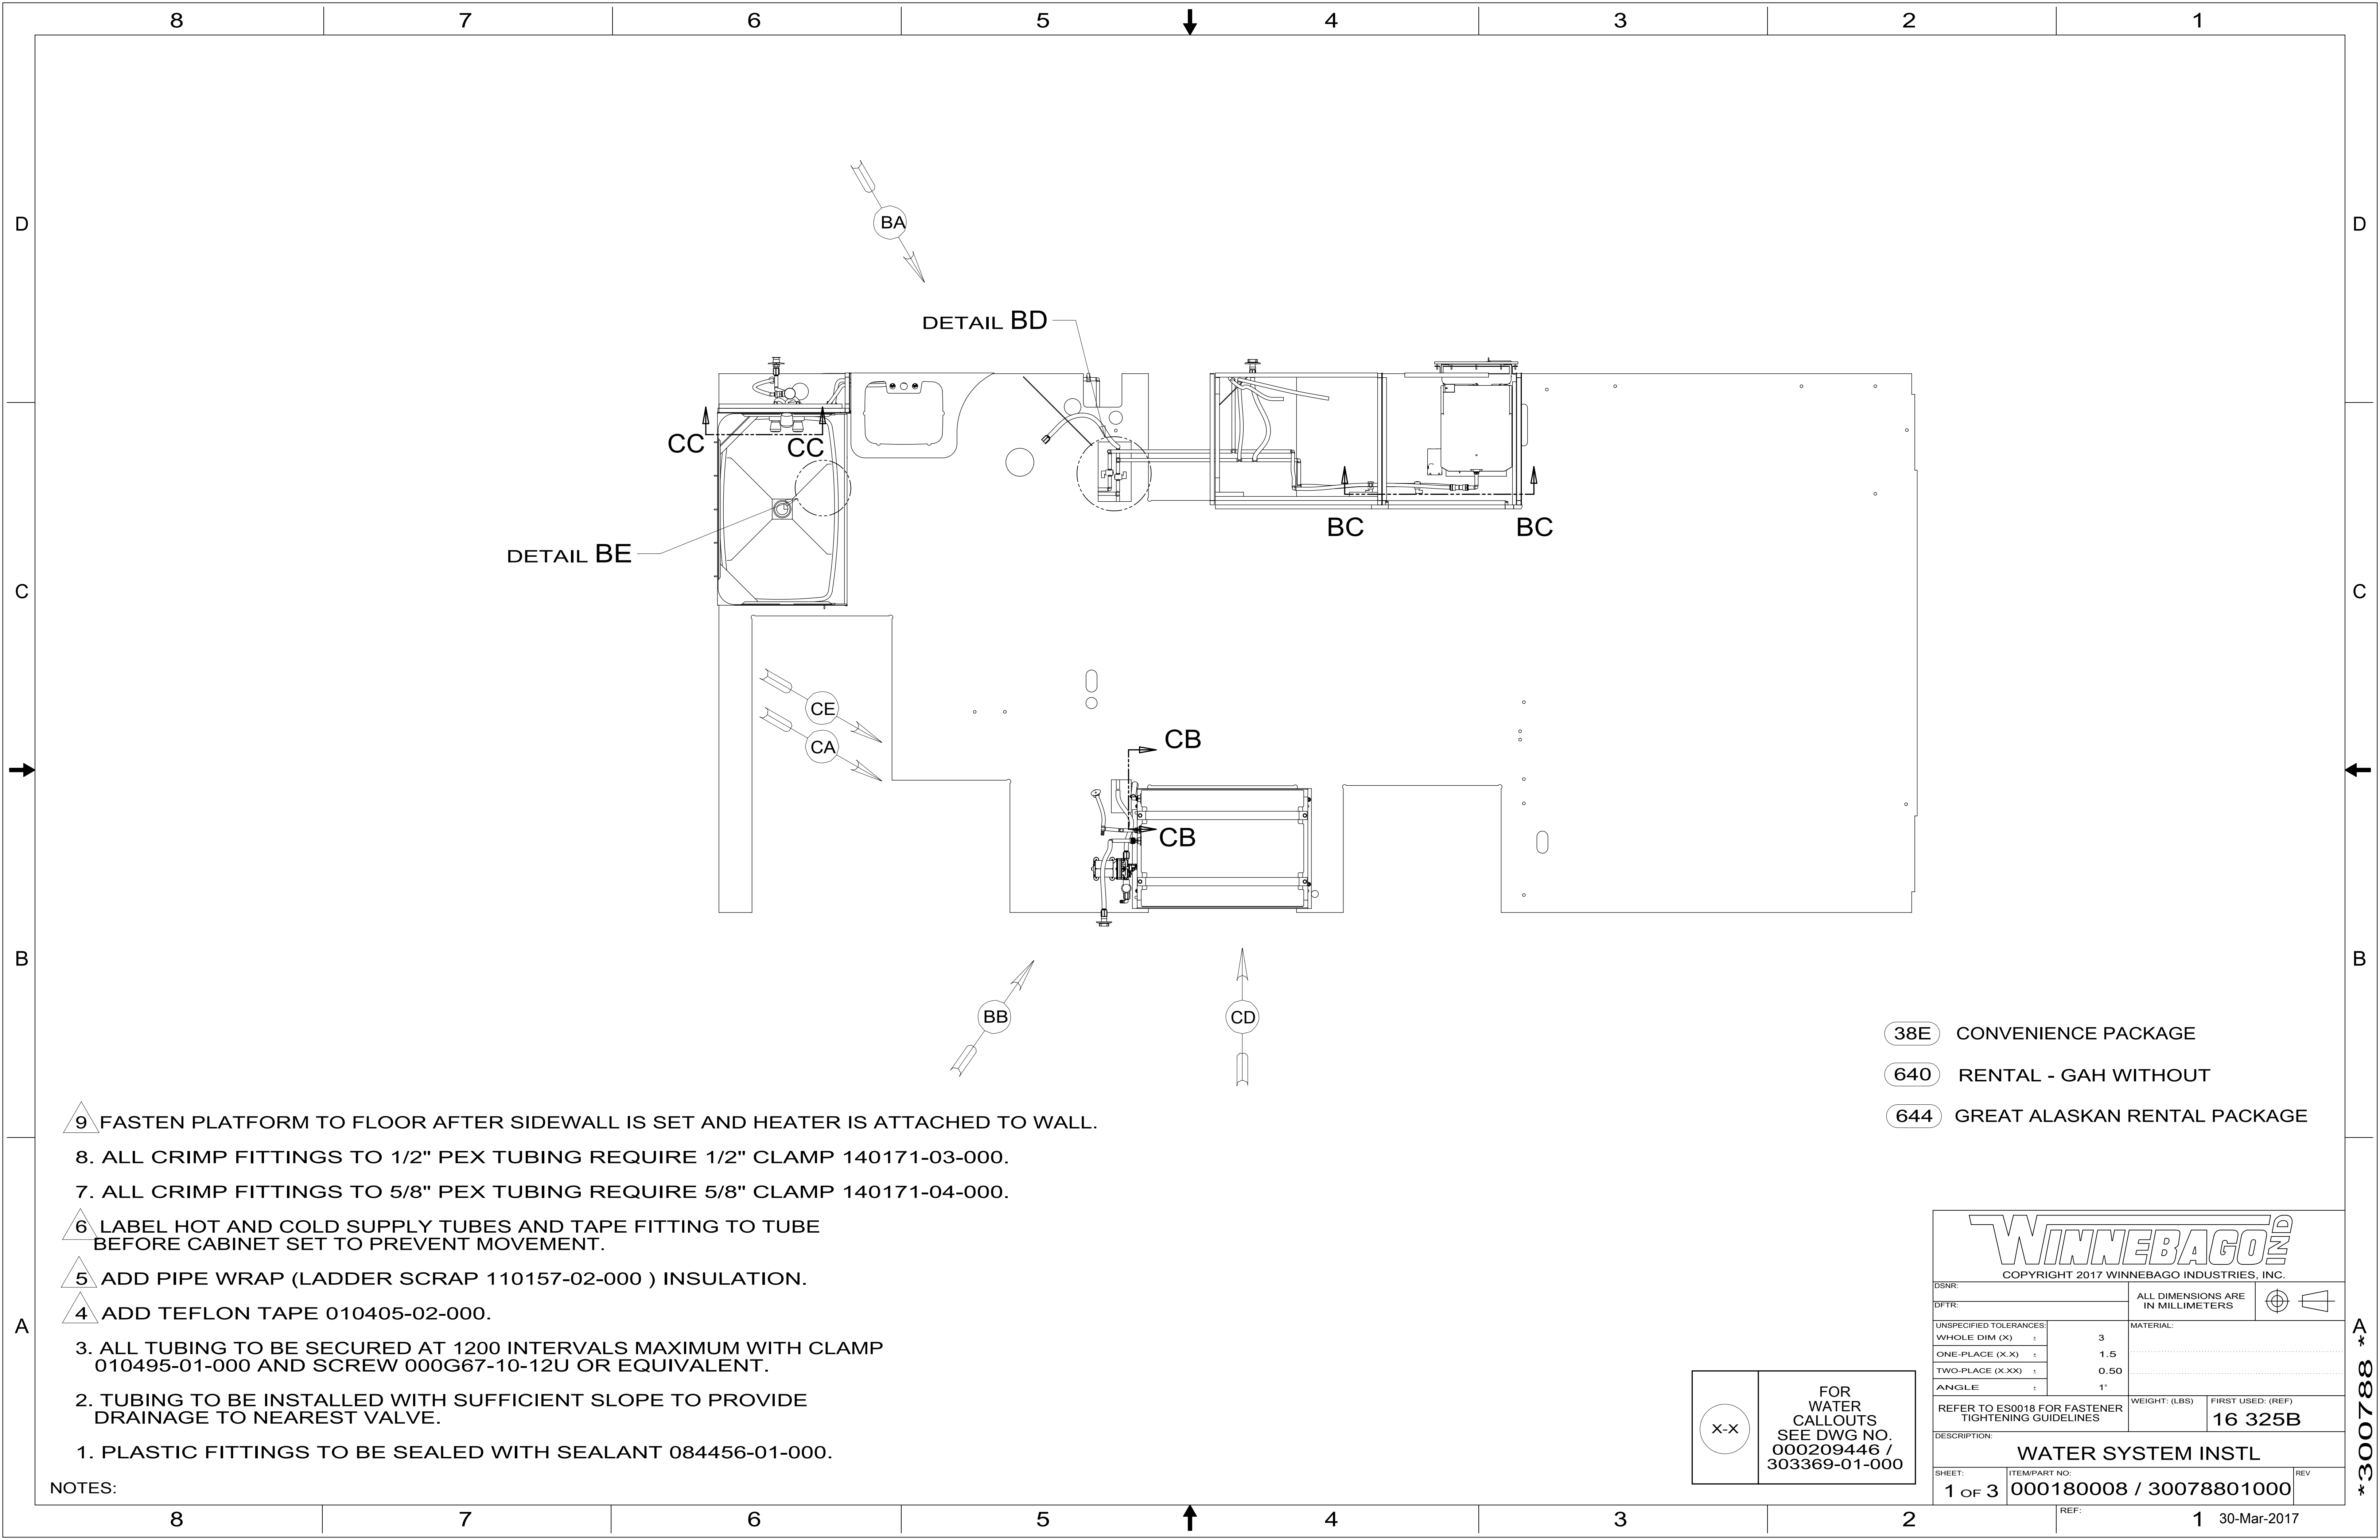 8 7 6 5 4 3 2 1
D D
C C
B B
A A
BA
DETAIL BD
CC CC
DETAIL BE
BC BC
CE
CA
CB
CB
BB
CD
38E CONVENIENCE PACKAGE
640 RENTAL - GAH WITHOUT
644 GREAT ALASKAN RENTAL PACKAGE
9 FASTEN PLATFORM TO FLOOR AFTER SIDEWALL IS SET AND HEATER IS ATTACHED TO WALL.
8. ALL CRIMP FITTINGS TO 1/2" PEX TUBING REQUIRE 1/2" CLAMP 140171-03-000.
7. ALL CRIMP FITTINGS TO 5/8" PEX TUBING REQUIRE 5/8" CLAMP 140171-04-000.
6 LABEL HOT AND COLD SUPPLY TUBES AND TAPE FITTING TO TUBE
BEFORE CABINET SET TO PREVENT MOVEMENT.
5 ADD PIPE WRAP (LADDER SCRAP 110157-02-000 ) INSULATION.
4 ADD TEFLON TAPE 010405-02-000.
3. ALL TUBING TO BE SECURED AT 1200 INTERVALS MAXIMUM WITH CLAMP
010495-01-000 AND SCREW 000G67-10-12U OR EQUIVALENT.
2. TUBING TO BE INSTALLED WITH SUFFICIENT SLOPE TO PROVIDE
DRAINAGE TO NEAREST VALVE.
1. PLASTIC FITTINGS TO BE SEALED WITH SEALANT 084456-01-000.
NOTES:
X-X
FOR
WATER
CALLOUTS
SEE DWG NO.
000209446 /
303369-01-000
WINNEBAGO IND
COPYRIGHT 2017 WINNEBAGO INDUSTRIES, INC.
DSNR:
DFTR:
ALL DIMENSIONS ARE
IN MILLIMETERS
UNSPECIFIED TOLERANCES:
WHOLE DIM (X) ± 3
ONE-PLACE (X.X) ± 1.5
TWO-PLACE (X.XX) ± 0.50
ANGLE ± 1°
MATERIAL:
REFER TO ES0018 FOR FASTENER
TIGHTENING GUIDELINES
WEIGHT: (LBS)
FIRST USED: (REF)
16 325B
DESCRIPTION:
WATER SYSTEM INSTL
SHEET:
1 OF 3
ITEM/PART NO:
000180008 / 30078801000
REV
REF:
30-Mar-2017
*300788 *
8 7 6 5 4 3 2 1